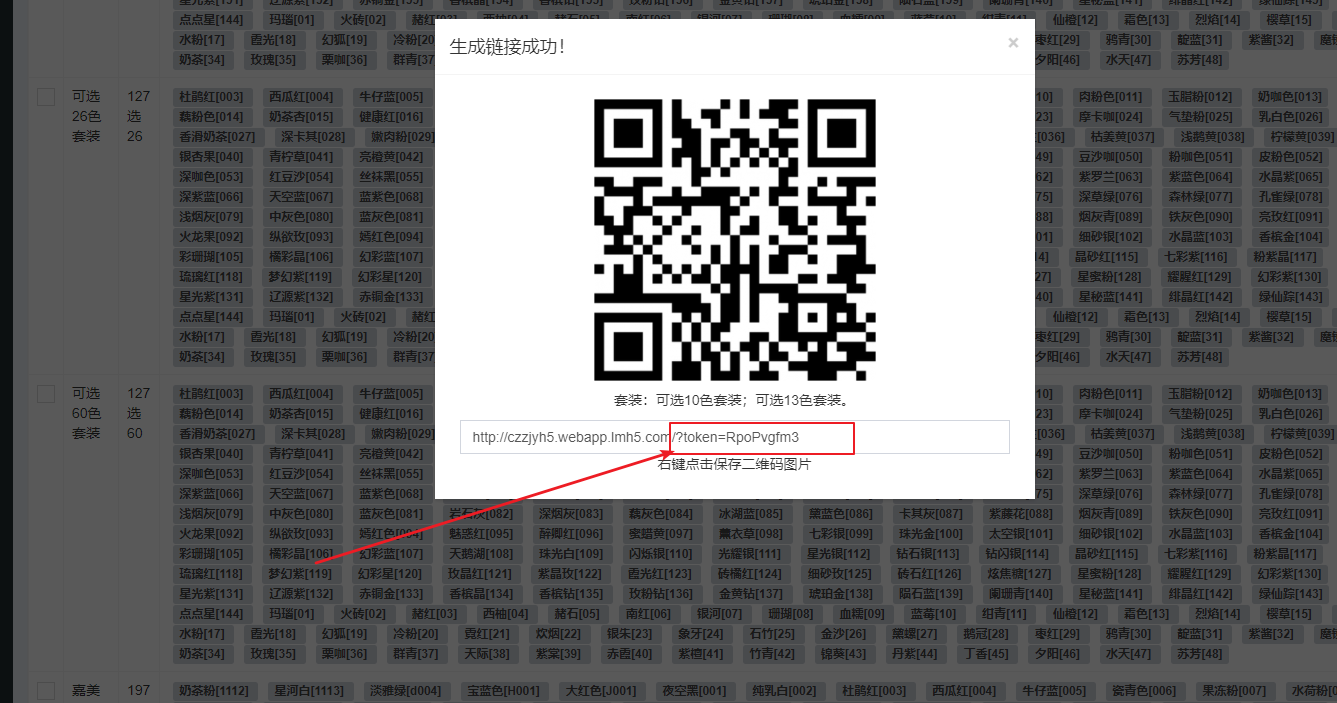 生成链接成功！
×
套装：可选10色套装；可选13色套装。
http://czzjyh5.webapp.lmh5.com/?token=RpoPvgfm3
右键点击保存二维码图片
点点星[144] 玛瑙[01] 火砖[02] 仙橙[12] 霜色[13] 烈焰[14] 樱草[15]
水粉[17] 霞光[18] 幻狐[19] 冷粉[20] 枣红[29] 鸦青[30] 靛蓝[31] 紫酱[32]
奶茶[34] 玫瑰[35] 栗咖[36] 群青[37 夕阳[46] 水天[47] 苏芳[48]
可选26色套装
127选26
杜鹃红[003] 西瓜红[004] 牛仔蓝[005] 10] 肉粉色[011] 玉脂粉[012] 奶咖色[013]
藕粉色[014] 奶茶杏[015] 健康红[016] 23] 摩卡咖[024] 气垫粉[025] 乳白色[026]
香滑奶茶[027] 深卡其[028] 嫩肉粉[029] [036] 枯姜黄[037] 浅鹅黄[038] 柠檬黄[039]
银杏果[040] 青柠草[041] 亮橙黄[042] 49] 豆沙咖[050] 粉咖色[051] 皮粉色[052]
深咖色[053] 红豆沙[054] 丝袜黑[055] 62] 紫罗兰[063] 紫蓝色[064] 水晶紫[065]
深紫蓝[066] 天空蓝[067] 蓝紫色[068] 75] 深草绿[076] 森林绿[077] 孔雀绿[078]
浅烟灰[079] 中灰色[080] 蓝灰色[081] 88] 烟灰青[089] 铁灰色[090] 亮玫红[091]
火龙果[092] 纵欲玫[093] 嫣红色[094] 01] 细砂银[102] 水晶蓝[103] 香槟金[104]
彩珊瑚[105] 橘彩晶[106] 幻彩蓝[107] 14] 晶砂红[115] 七彩紫[116] 粉紫晶[117]
琉璃红[118] 梦幻紫[119] 幻彩星[120] 27] 星蜜粉[128] 耀腥红[129] 幻彩紫[130]
星光紫[131] 辽源紫[132] 赤铜金[133] 40] 星秘蓝[141] 绯晶红[142] 绿仙踪[143]
点点星[144] 玛瑙[01] 火砖[02] 赭红 仙橙[12] 霜色[13] 烈焰[14] 樱草[15]
水粉[17] 霞光[18] 幻狐[19] 冷粉[20 枣红[29] 鸦青[30] 靛蓝[31] 紫酱[32]
奶茶[34] 玫瑰[35] 栗咖[36] 群青[37 夕阳[46] 水天[47] 苏芳[48]
可选60色套装
127选60
杜鹃红[003] 西瓜红[004] 牛仔蓝[005] 10] 肉粉色[011] 玉脂粉[012] 奶咖色[013]
藕粉色[014] 奶茶杏[015] 健康红[016] 23] 摩卡咖[024] 气垫粉[025] 乳白色[026]
香滑奶茶[027] 深卡其[028] 嫩肉粉[029] [036] 枯姜黄[037] 浅鹅黄[038] 柠檬黄[039]
银杏果[040] 青柠草[041] 亮橙黄[042] 49] 豆沙咖[050] 粉咖色[051] 皮粉色[052]
深咖色[053] 红豆沙[054] 丝袜黑[055] 62] 紫罗兰[063] 紫蓝色[064] 水晶紫[065]
深紫蓝[066] 天空蓝[067] 蓝紫色[068] 75] 深草绿[076] 森林绿[077] 孔雀绿[078]
浅烟灰[079] 中灰色[080] 蓝灰色[081] 岩石灰[082] 深烟灰[083] 藕灰色[084] 冰湖蓝[085] 黛蓝色[086] 卡其灰[087] 紫藤花[088] 烟灰青[089] 铁灰色[090] 亮玫红[091]
火龙果[092] 纵欲玫[093] 嫣红色[094] 魅惑红[095] 醉卿红[096] 蜜蜡黄[097] 薰衣草[098] 七彩银[099] 珠光金[100] 太空银[101] 细砂银[102] 水晶蓝[103] 香槟金[104]
彩珊瑚[105] 橘彩晶[106] 幻彩蓝[107] 天鹅湖[108] 珠光白[109] 闪烁银[110] 光耀银[111] 星光银[112] 钻石银[113] 钻闪银[114] 晶砂红[115] 七彩紫[116] 粉紫晶[117]
琉璃红[118] 梦幻紫[119] 幻彩星[120] 玫晶红[121] 紫晶玫[122] 霞光红[123] 砖橘红[124] 细砂玫[125] 砖石红[126] 炫焦糖[127] 星蜜粉[128] 耀腥红[129] 幻彩紫[130]
星光紫[131] 辽源紫[132] 赤铜金[133] 香槟晶[134] 香槟钻[135] 玫粉钻[136] 金黄钻[137] 琥珀金[138] 陨石蓝[139] 阑珊青[140] 星秘蓝[141] 绯晶红[142] 绿仙踪[143]
点点星[144] 玛瑙[01] 火砖[02] 赭红[03] 西柚[04] 赭石[05] 南红[06] 银河[07] 珊瑚[08] 血糯[09] 蓝莓[10] 绀青[11] 仙橙[12] 霜色[13] 烈焰[14] 樱草[15]
水粉[17] 霞光[18] 幻狐[19] 冷粉[20] 霓红[21] 炊烟[22] 银朱[23] 象牙[24] 石竹[25] 金沙[26] 黛螺[27] 鹅冠[28] 枣红[29] 鸦青[30] 靛蓝[31] 紫酱[32]
奶茶[34] 玫瑰[35] 栗咖[36] 群青[37] 天际[38] 紫棠[39] 赤霞[40] 紫檀[41] 竹青[42] 锦葵[43] 丹紫[44] 丁香[45] 夕阳[46] 水天[47] 苏芳[48]
嘉美 197 奶茶粉[1112] 星河白[1113] 淡雅绿[d004] 宝蓝色[H001] 大红色[J001] 夜空黑[001] 纯乳白[002] 杜鹃红[003] 西瓜红[004] 牛仔蓝[005] 瓷青色[006] 果冻粉[007]